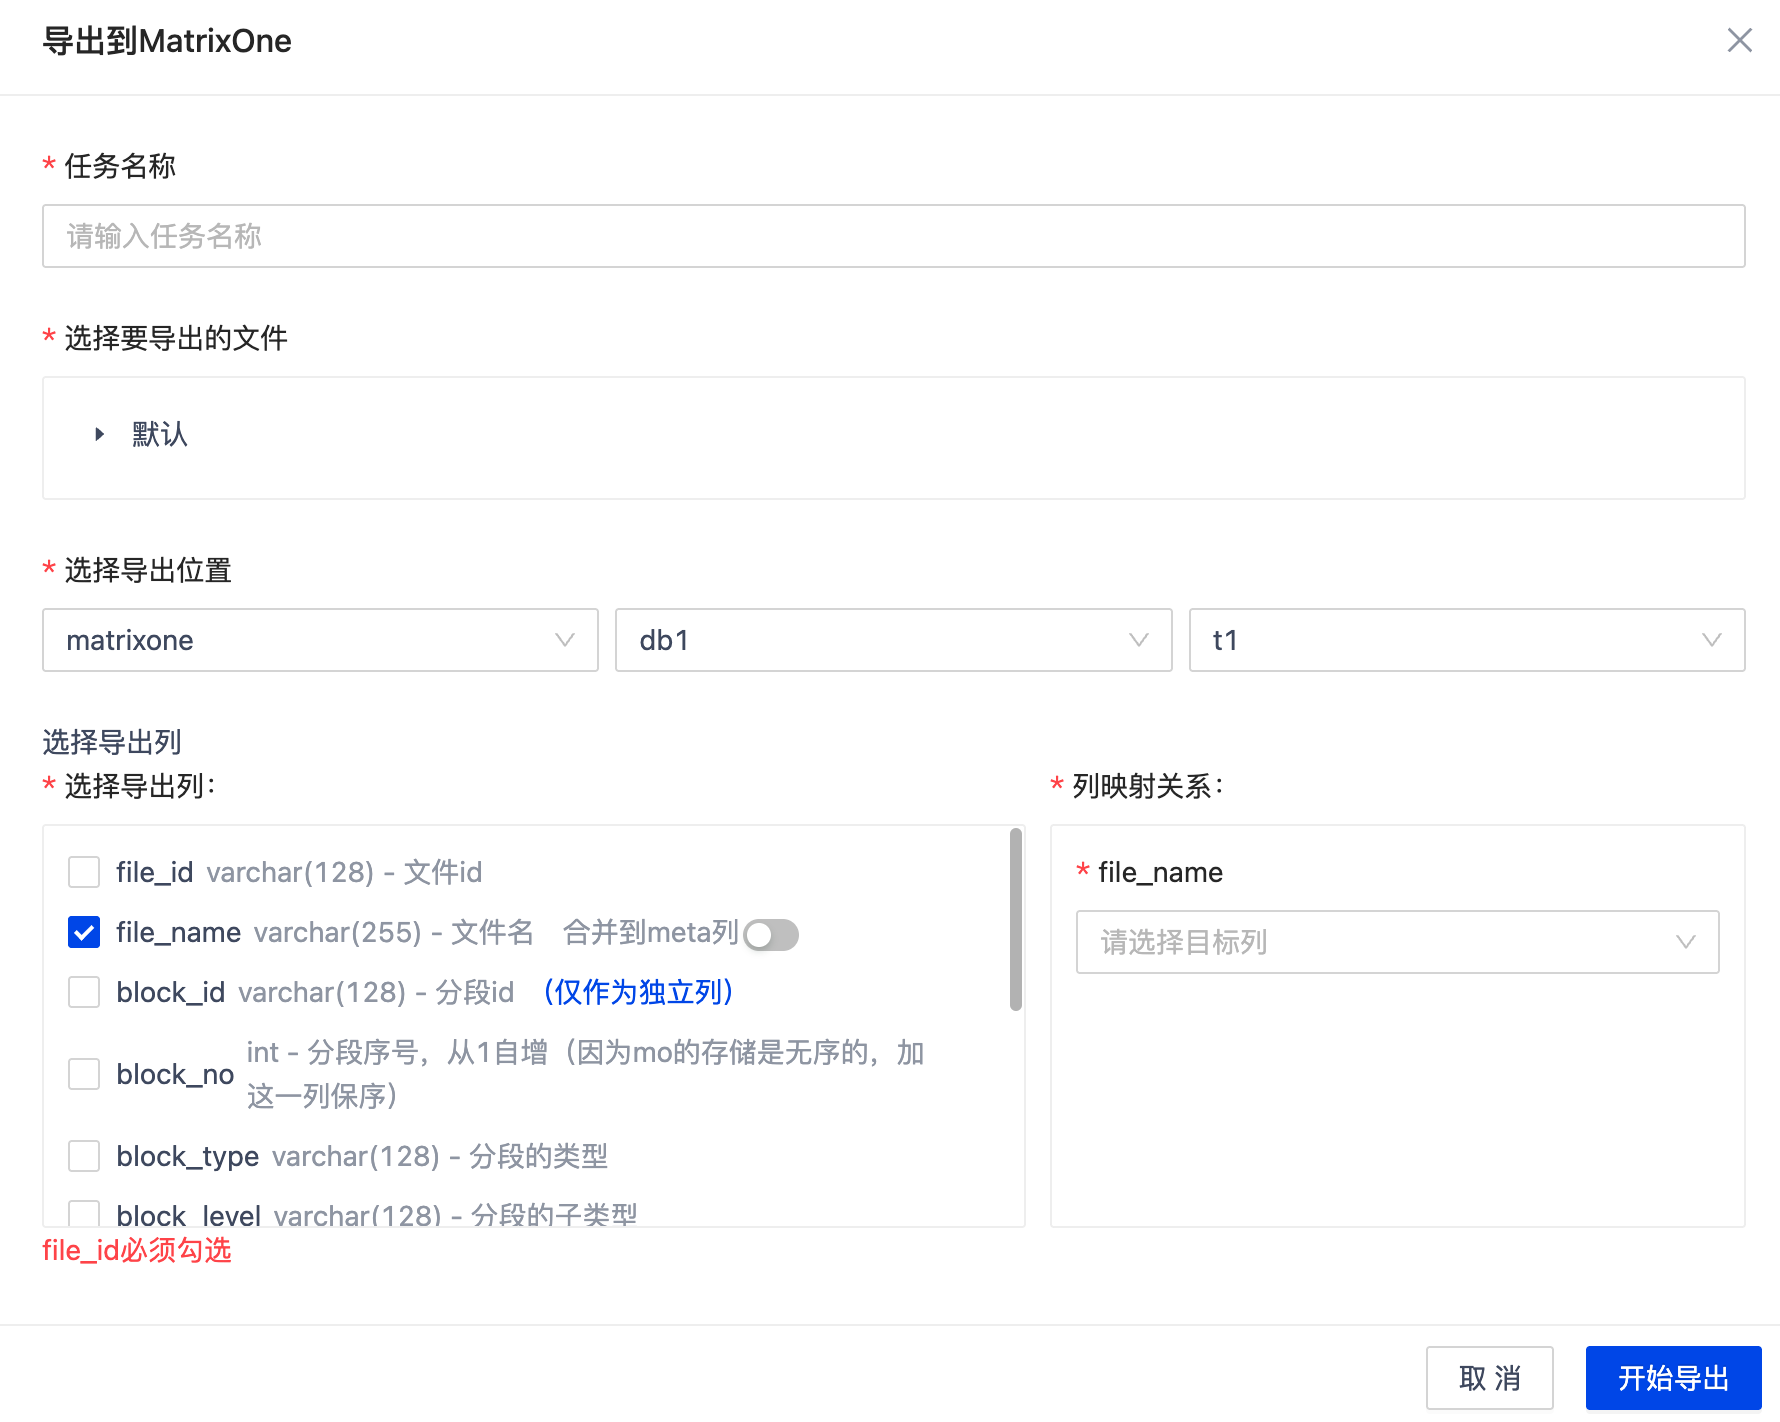 导出到MatrixOne
* 任务名称
请输入任务名称
* 选择要导出的文件
默认
* 选择导出位置
matrixone
db1
t1
选择导出列
* 选择导出列：
* 列映射关系：
file_id varchar(128) - 文件id
file_name varchar(255) - 文件名 合并到meta列
block_id varchar(128) - 分段id （仅作为独立列）
block_no int - 分段序号，从1自增（因为mo的存储是无序的，加
这一列保序）
block_type varchar(128) - 分段的类型
block_level varchar(128) - 分段的子类型
* file_name
请选择目标列
file_id必须勾选
取 消
开始导出